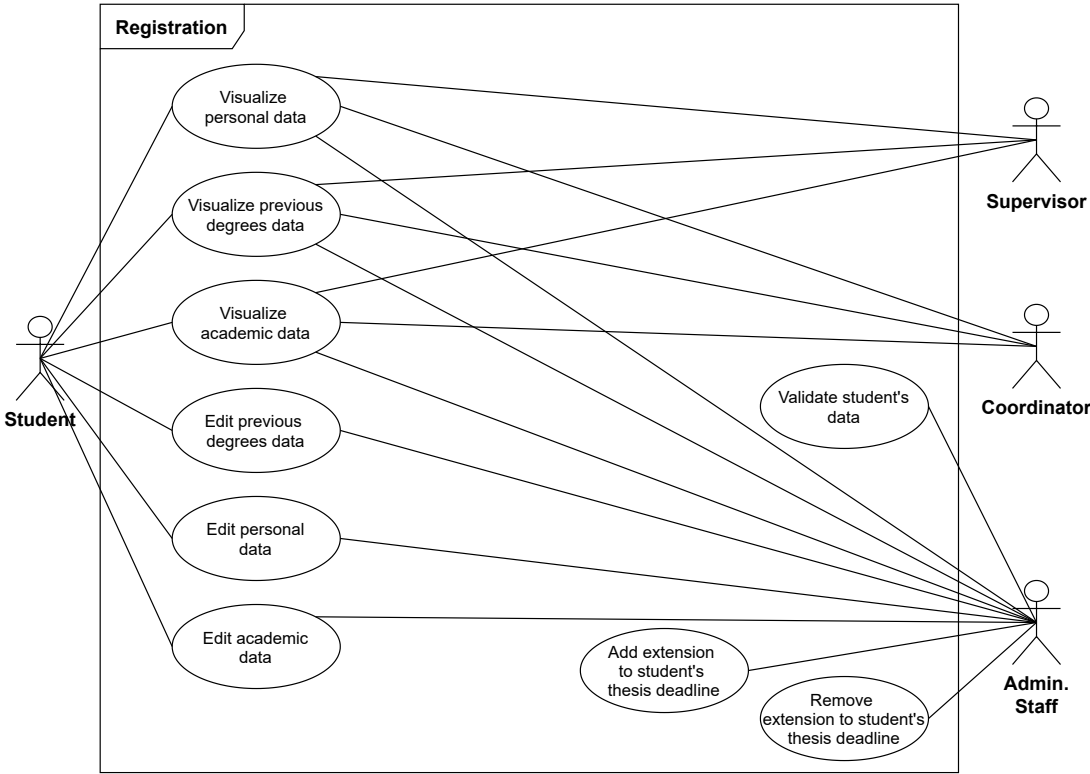 Registration
Visualize
personal data
Visualize previous
degrees data
Visualize
academic data
Edit previous
degrees data
Edit personal
data
Edit academic
data
Student
Supervisor
Coordinator
Validate student's
data
Add extension
to student's
thesis deadline
Remove
extension to student's
thesis deadline
Admin.
Staff